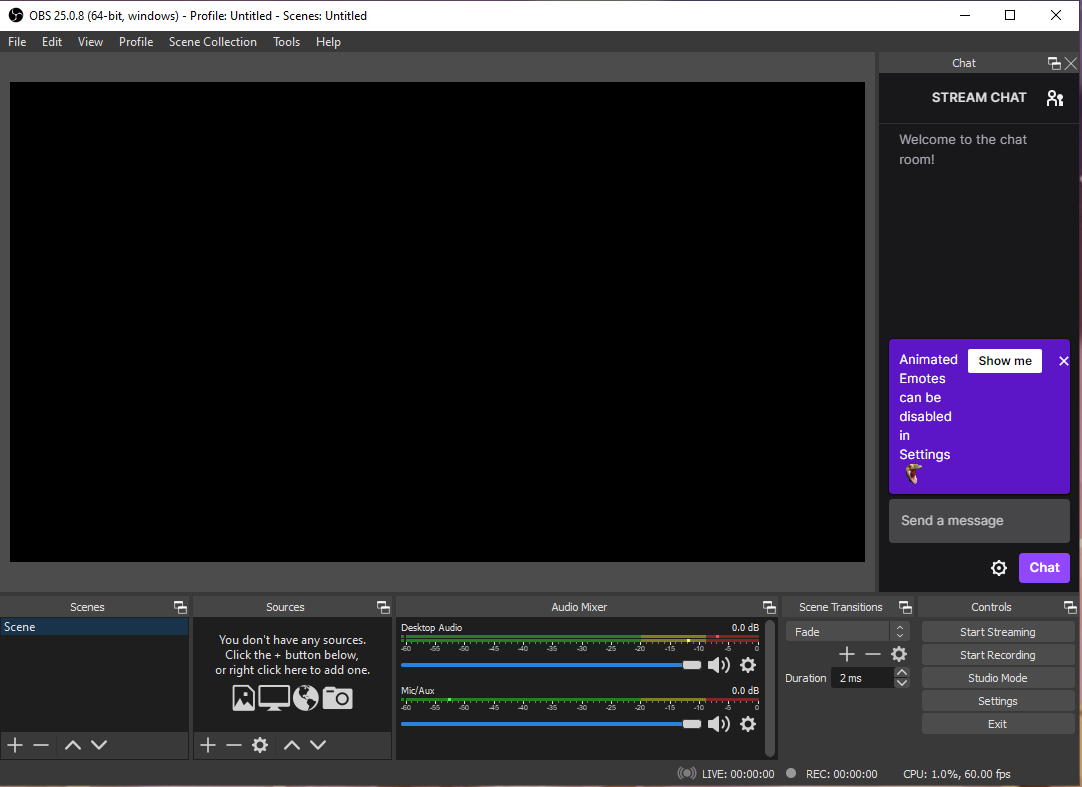 OBS 25.0.8 (64-bit, windows) - Profile: Untitled - Scenes: Untitled
File Edit View Profile Scene Collection Tools Help
Chat
STREAM CHAT
Welcome to the chat
room!
Animated
Emotes
can be
disabled
in
Settings
Show me
Send a message
Chat
Scenes
Scene
Sources
You don't have any sources.
Click the + button below,
or right click here to add one.
Audio Mixer
Desktop Audio 0.0 dB
-60 -55 -50 -45 -40 -35 -30 -25 -20 -15 -10 -5 0
Mic/Aux 0.0 dB
-60 -55 -50 -45 -40 -35 -30 -25 -20 -15 -10 -5 0
Scene Transitions
Fade
Duration 2 ms
Controls
Start Streaming
Start Recording
Studio Mode
Settings
Exit
LIVE: 00:00:00 REC: 00:00:00 CPU: 1.0%, 60.00 fps